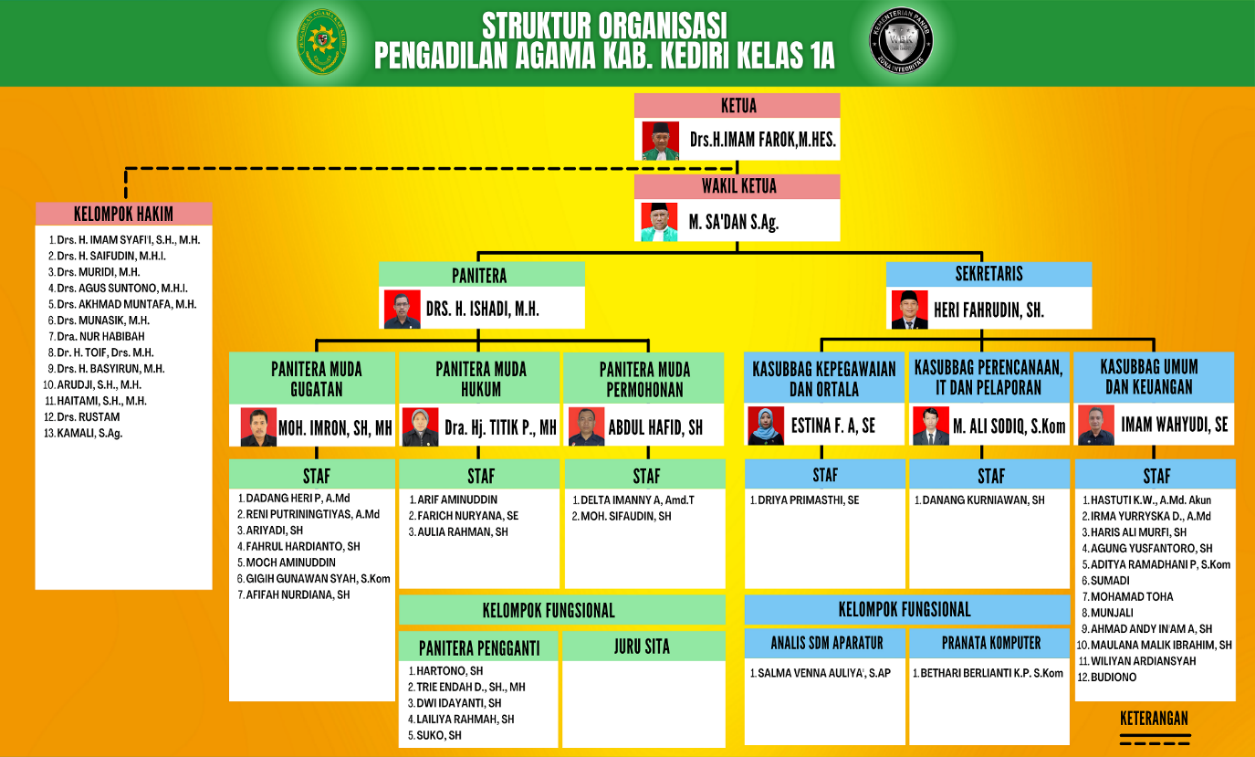 STRUKTUR ORGANISASI
PENGADILAN AGAMA KAB. KEDIRI KELAS 1A
KEMENTERIAN PANRB
ZONA INTEGRITAS
KETUA
Drs.H.IMAM FAROK,M.HES.
WAKIL KETUA
M. SA'DAN S.Ag.
KELOMPOK HAKIM
1. Drs. H. IMAM SYAFI'I, S.H., M.H.
2. Drs. H. SAIFUDIN, M.H.I.
3. Drs. MURIDI, M.H.
4. Drs. AGUS SUNTONO, M.H.I.
5. Drs. AKHMAD MUNTAFA, M.H.
6. Drs. MUNASIK, M.H.
7. Dra. NUR HABIBAH
8. Dr. H. TOIF, Drs. M.H.
9. Drs. H. BASYIRUN, M.H.
10. ARUDJI, S.H., M.H.
11. HAITAMI, S.H., M.H.
12. Drs. RUSTAM
13. KAMALI, S.Ag.
PANITERA
DRS. H. ISHADI, M.H.
SEKRETARIS
HERI FAHRUDIN, SH.
PANITERA MUDA
GUGATAN
MOH. IMRON, SH, MH
STAF
1. DADANG HERI P, A.Md
2. RENI PUTRININGTIYAS, A.Md
3. ARIYADI, SH
4. FAHRUL HARDIANTO, SH
5. MOCH AMINUDDIN
6. GIGIH GUNAWAN SYAH, S.Kom
7. AFIFAH NURDIANA, SH
PANITERA MUDA
HUKUM
Dra. Hj. TITIK P., MH
STAF
1. ARIF AMINUDDIN
2. FARICH NURYANA, SE
3. AULIA RAHMAN, SH
PANITERA MUDA
PERMOHONAN
ABDUL HAFID, SH
STAF
1. DELTA IMANNY A, Amd.T
2. MOH. SIFAUDIN, SH
KELOMPOK FUNGSIONAL
PANITERA PENGGANTI
1. HARTONO, SH
2. TRIE ENDAH D., SH., MH
3. DWI IDAYANTI, SH
4. LAILIYA RAHMAH, SH
5. SUKO, SH
JURU SITA
KASUBBAG KEPEGAWAIAN
DAN ORTALA
ESTINA F. A, SE
STAF
1. DRIYA PRIMASTHI, SE
KASUBBAG PERENCANAAN,
IT DAN PELAPORAN
M. ALI SODIQ, S.Kom
STAF
1. DANANG KURNIAWAN, SH
KELOMPOK FUNGSIONAL
ANALIS SDM APARATUR
1. SALMA VENNA AULIYA', S.AP
PRANATA KOMPUTER
1. BETHARI BERLIANTI K.P. S.Kom
KASUBBAG UMUM
DAN KEUANGAN
IMAM WAHYUDI, SE
STAF
1. HASTUTI K.W., A.Md. Akun
2. IRMA YURRYSKA D., A.Md
3. HARIS ALI MURFI, SH
4. AGUNG YUSFANTORO, SH
5. ADITYA RAMADHANI P, S.Kom
6. SUMADI
7. MOHAMAD TOHA
8. MUNJALI
9. AHMAD ANDY IN'AM A, SH
10. MAULANA MALIK IBRAHIM, SH
11. WILIYAN ARDIANSYAH
12. BUDIONO
KETERANGAN